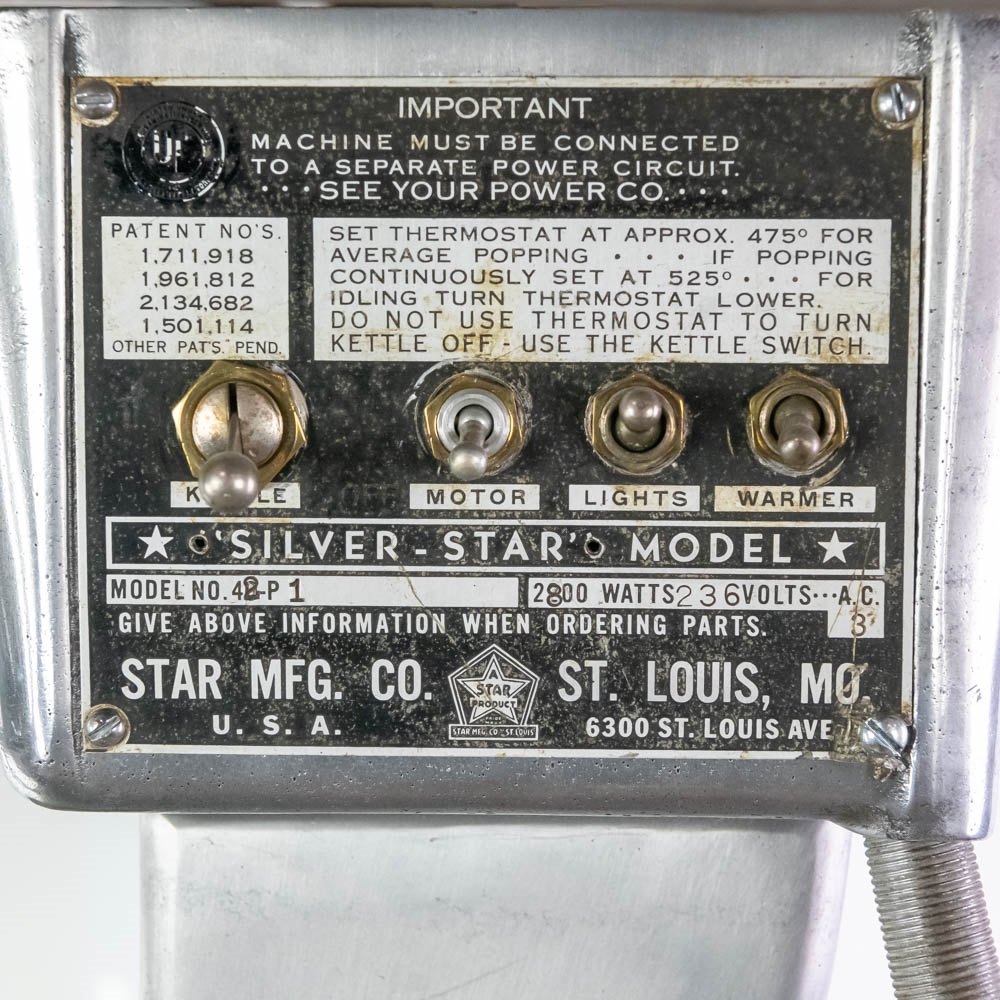 IMPORTANT
MACHINE MUST BE CONNECTED
TO A SEPARATE POWER CIRCUIT.
• • • SEE YOUR POWER CO. • • •
PATENT NO'S.
1,711,918
1,961,812
2,134,682
1,501,114
OTHER PAT'S. PEND.
SET THERMOSTAT AT APPROX. 475° FOR
AVERAGE POPPING • • • IF POPPING
CONTINUOUSLY SET AT 525° • • • FOR
IDLING TURN THERMOSTAT LOWER.
DO NOT USE THERMOSTAT TO TURN
KETTLE OFF - USE THE KETTLE SWITCH.
OFF MOTOR LIGHTS WARMER
★ "SILVER-STAR" MODEL ★
MODEL NO. 48-P 1 2800 WATTS 236 VOLTS···A.C.
GIVE ABOVE INFORMATION WHEN ORDERING PARTS. 3
STAR MFG. CO. ST. LOUIS, MO.
A STAR PRODUCT
STAR MFG. CO. ST. LOUIS
U. S. A. 6300 ST. LOUIS AVE